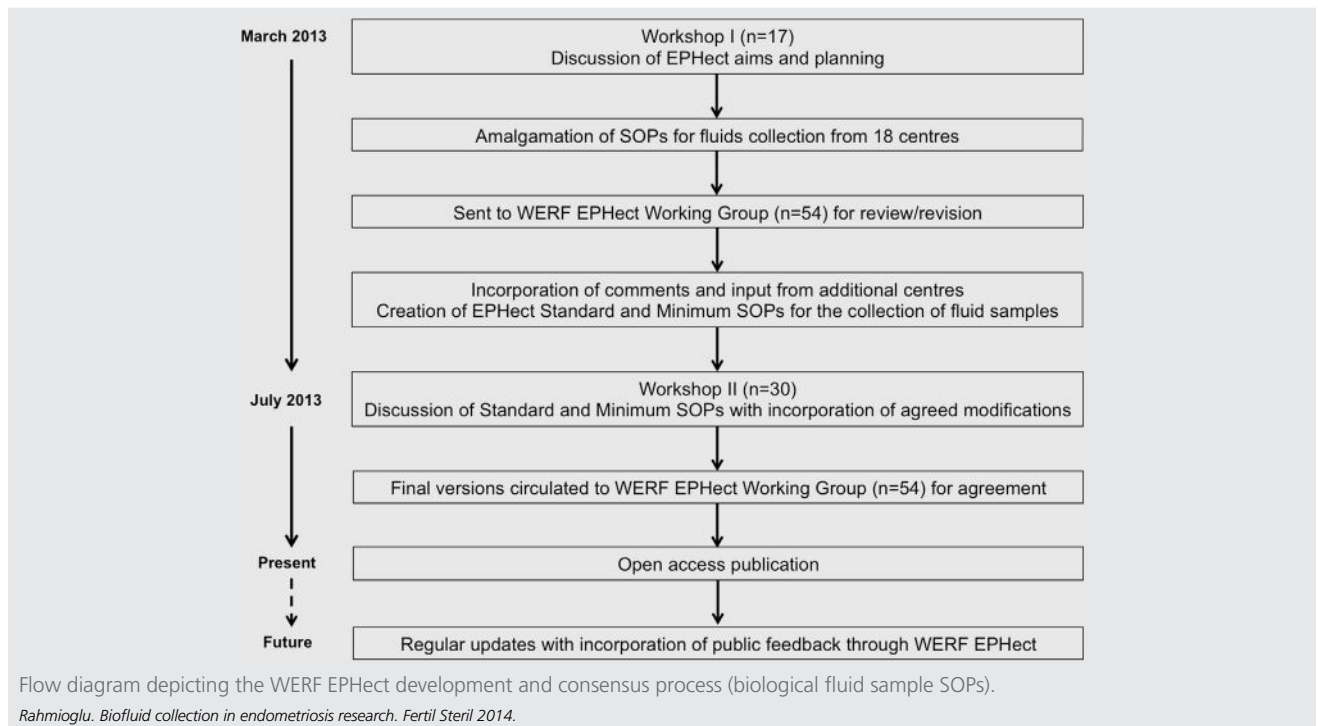 March 2013
Workshop I (n=17)
Discussion of EPHect aims and planning
Amalgamation of SOPs for fluids collection from 18 centres
Sent to WERF EPHect Working Group (n=54) for review/revision
Incorporation of comments and input from additional centres
Creation of EPHect Standard and Minimum SOPs for the collection of fluid samples
July 2013
Workshop II (n=30)
Discussion of Standard and Minimum SOPs with incorporation of agreed modifications
Final versions circulated to WERF EPHect Working Group (n=54) for agreement
Present
Open access publication
Future
Regular updates with incorporation of public feedback through WERF EPHect
Flow diagram depicting the WERF EPHect development and consensus process (biological fluid sample SOPs).
Rahmioglu. Biofluid collection in endometriosis research. Fertil Steril 2014.